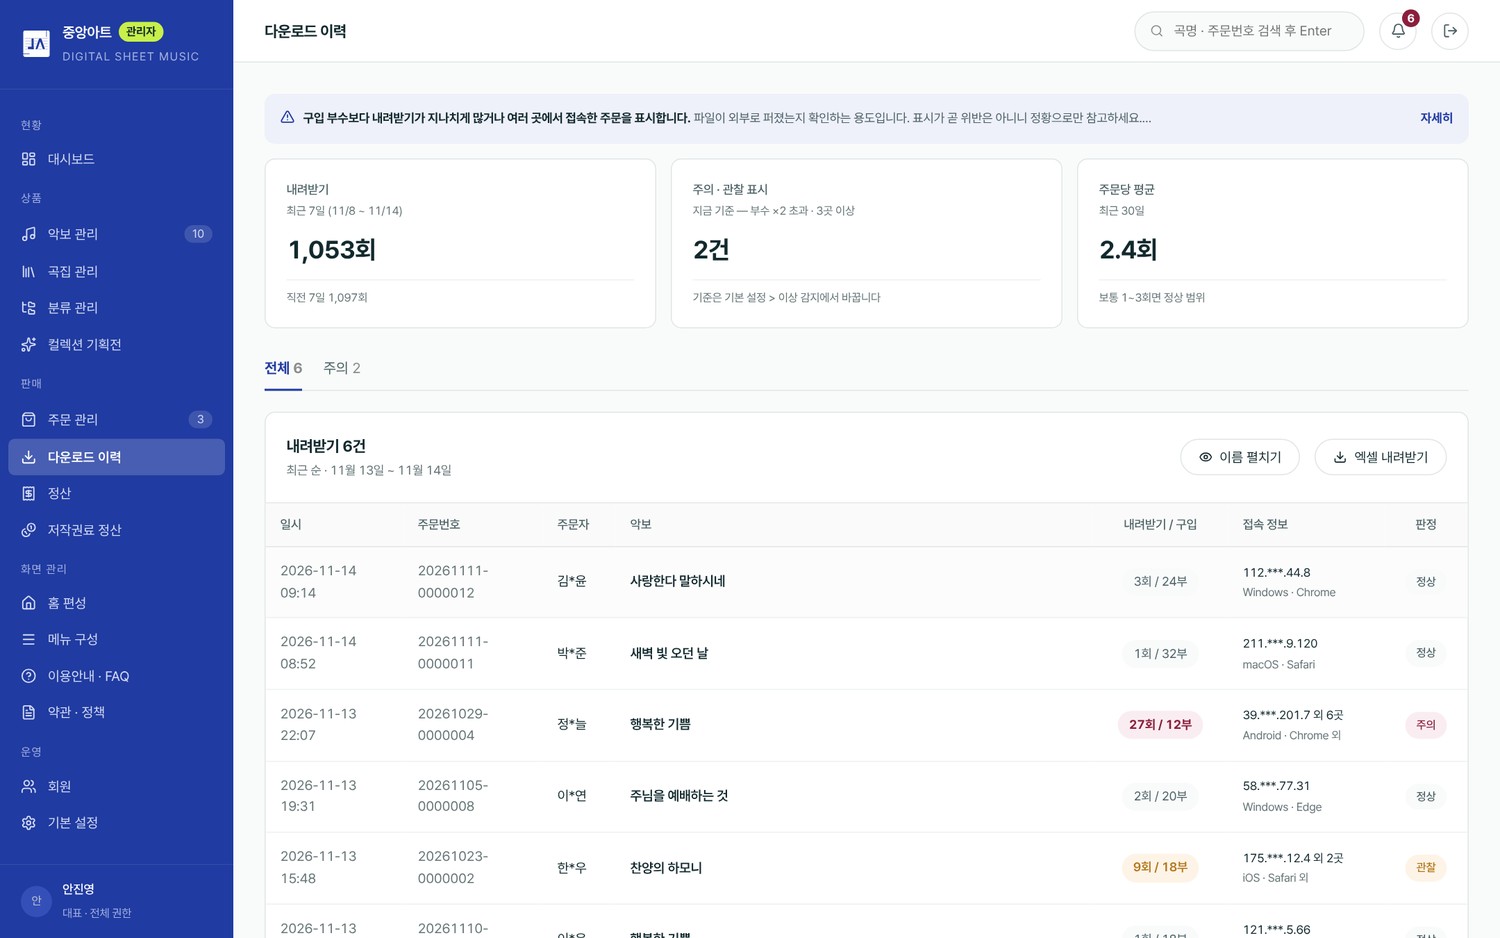 중앙아트 관리자
DIGITAL SHEET MUSIC
현황
대시보드
상품
악보 관리 10
곡집 관리
분류 관리
컬렉션 기획전
판매
주문 관리 3
다운로드 이력
정산
저작권료 정산
화면 관리
홈 편성
메뉴 구성
이용안내 · FAQ
약관 · 정책
운영
회원
기본 설정
안
안진영
대표 · 전체 권한
다운로드 이력
곡명 · 주문번호 검색 후 Enter
6
구입 부수보다 내려받기가 지나치게 많거나 여러 곳에서 접속한 주문을 표시합니다. 파일이 외부로 퍼졌는지 확인하는 용도입니다. 표시가 곧 위반은 아니니 정황으로만 참고하세요.... 자세히
내려받기
최근 7일 (11/8 ~ 11/14)
1,053회
직전 7일 1,097회
주의 · 관찰 표시
지금 기준 — 부수 ×2 초과 · 3곳 이상
2건
기준은 기본 설정 > 이상 감지에서 바꿉니다
주문당 평균
최근 30일
2.4회
보통 1~3회면 정상 범위
전체 6 주의 2
내려받기 6건
최근 순 · 11월 13일 ~ 11월 14일
이름 펼치기 엑셀 내려받기
일시 주문번호 주문자 악보 내려받기 / 구입 접속 정보 판정
2026-11-14
09:14
20261111-
0000012
김*윤
사랑한다 말하시네
3회 / 24부
112.***.44.8
Windows · Chrome
정상
2026-11-14
08:52
20261111-
0000011
박*준
새벽 빛 오던 날
1회 / 32부
211.***.9.120
macOS · Safari
정상
2026-11-13
22:07
20261029-
0000004
정*늘
행복한 기쁨
27회 / 12부
39.***.201.7 외 6곳
Android · Chrome 외
주의
2026-11-13
19:31
20261105-
0000008
이*연
주님을 예배하는 것
2회 / 20부
58.***.77.31
Windows · Edge
정상
2026-11-13
15:48
20261023-
0000002
한*우
찬양의 하모니
9회 / 18부
175.***.12.4 외 2곳
iOS · Safari 외
관찰
2026-11-13
20261110-
행복한 기쁨
121.***.5.66
정상